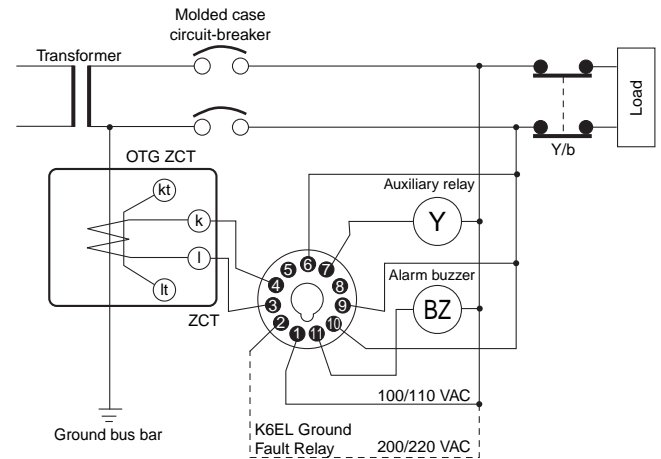 Molded case
circuit-breaker
Transformer
Load
Y/b
OTG ZCT
kt
k
l
lt
ZCT
Auxiliary relay
Y
Alarm buzzer
BZ
6
5
7
4
8
3
9
2
10
1
11
100/110 VAC
K6EL Ground
Fault Relay
200/220 VAC
Ground bus bar